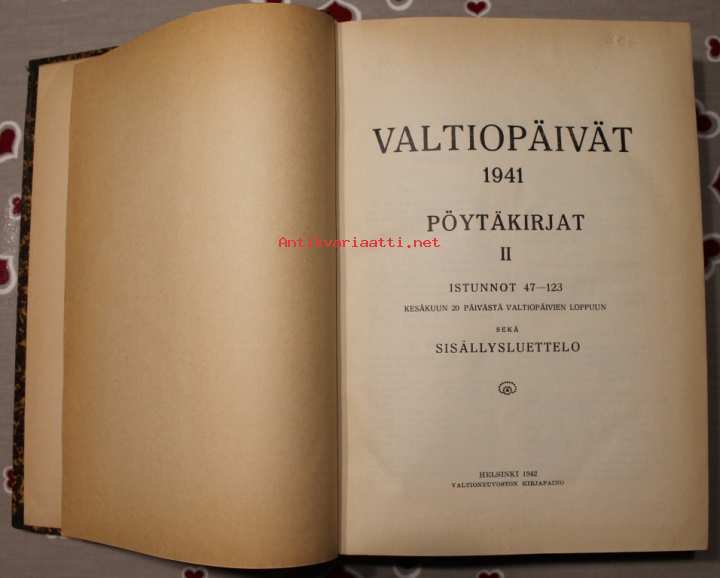 VALTIOPÄIVÄT
1941
PÖYTÄKIRJAT
Antikvariaatti.net
II
ISTUNNOT 47—123
KESÄKUUN 20 PÄIVÄSTÄ VALTIOPÄIVIEN LOPPUUN
SEKÄ
SISÄLLYSLUETTELO
HELSINKI 1942
VALTIONEUVOSTON KIRJAPAINO